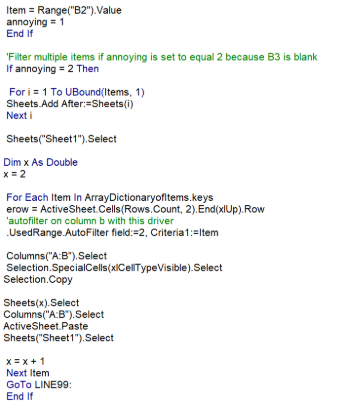 Item = Range("B2").Value
annoying = 1
End If
'Filter multiple items if annoying is set to equal 2 because B3 is blank
If annoying = 2 Then
For i = 1 To UBound(Items, 1)
Sheets.Add After:=Sheets(i)
Next i
Sheets("Sheet1").Select
Dim x As Double
x = 2
For Each Item In ArrayDictionaryofItems.keys
erow = ActiveSheet.Cells(Rows.Count, 2).End(xlUp).Row
'autofilter on column b with this driver
.UsedRange.AutoFilter field:=2, Criteria1:=Item
Columns("A:B").Select
Selection.SpecialCells(xlCellTypeVisible).Select
Selection.Copy
Sheets(x).Select
Columns("A:B").Select
ActiveSheet.Paste
Sheets("Sheet1").Select
x = x + 1
Next Item
GoTo LINE99:
End If